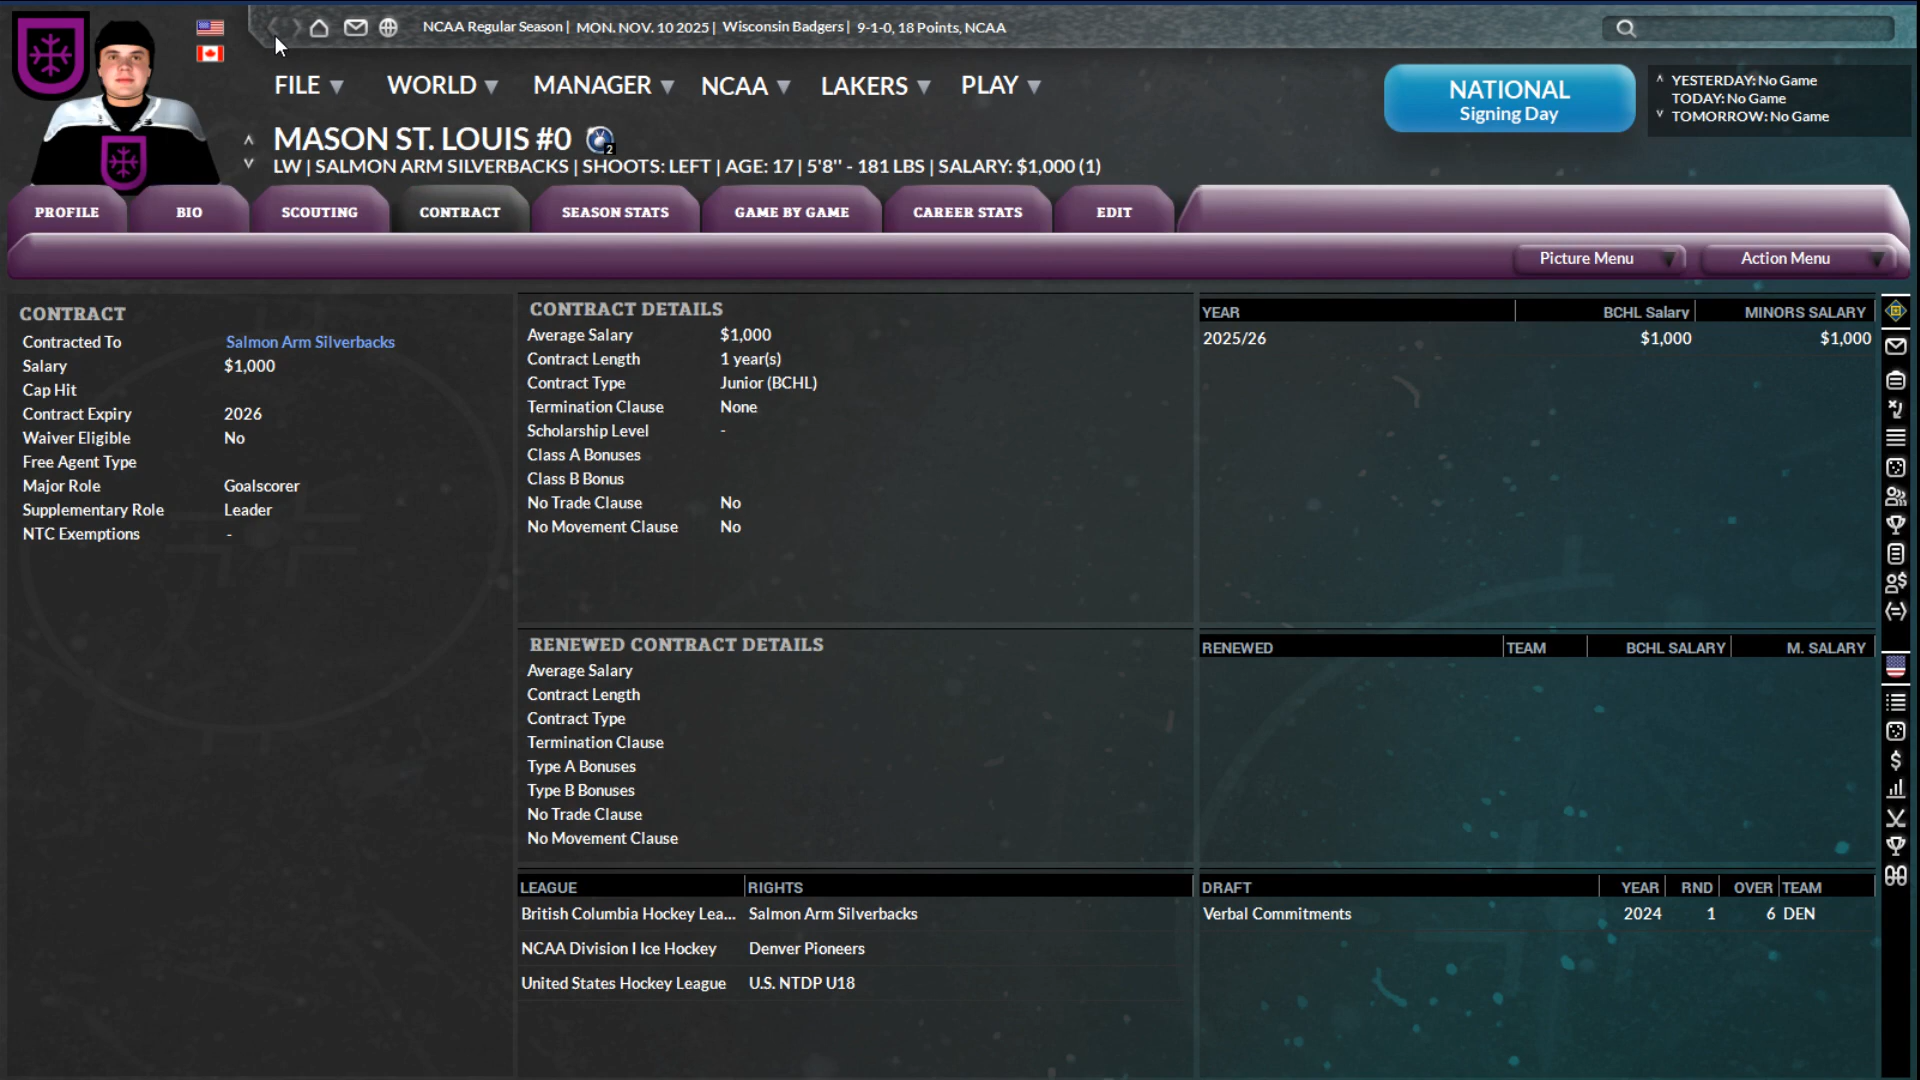 NCAA Regular Season | MON. NOV. 10 2025 | Wisconsin Badgers | 9-1-0, 18 Points, NCAA
FILE WORLD MANAGER NCAA LAKERS PLAY
NATIONAL
Signing Day
YESTERDAY: No Game
TODAY: No Game
TOMORROW: No Game
MASON ST. LOUIS #0 2
LW | SALMON ARM SILVERBACKS | SHOOTS: LEFT | AGE: 17 | 5'8'' - 181 LBS | SALARY: $1,000 (1)
PROFILE BIO SCOUTING CONTRACT SEASON STATS GAME BY GAME CAREER STATS EDIT
Picture Menu Action Menu
CONTRACT
Contracted To Salmon Arm Silverbacks
Salary $1,000
Cap Hit
Contract Expiry 2026
Waiver Eligible No
Free Agent Type
Major Role Goalscorer
Supplementary Role Leader
NTC Exemptions -
CONTRACT DETAILS
Average Salary $1,000
Contract Length 1 year(s)
Contract Type Junior (BCHL)
Termination Clause None
Scholarship Level -
Class A Bonuses
Class B Bonus
No Trade Clause No
No Movement Clause No
YEAR BCHL Salary MINORS SALARY
2025/26 $1,000 $1,000
RENEWED CONTRACT DETAILS
Average Salary
Contract Length
Contract Type
Termination Clause
Type A Bonuses
Type B Bonuses
No Trade Clause
No Movement Clause
RENEWED TEAM BCHL SALARY M. SALARY
LEAGUE RIGHTS
British Columbia Hockey Lea... Salmon Arm Silverbacks
NCAA Division I Ice Hockey Denver Pioneers
United States Hockey League U.S. NTDP U18
DRAFT YEAR RND OVER TEAM
Verbal Commitments 2024 1 6 DEN